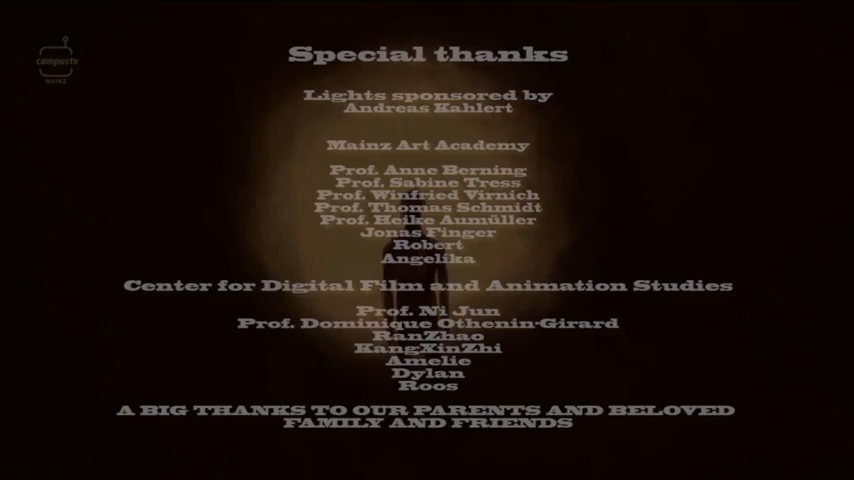 campustv
MAINZ
Special thanks
Lights sponsored by
Andreas Kahlert
Mainz Art Academy
Prof. Anne Berning
Prof. Sabine Tress
Prof. Winfried Virnich
Prof. Thomas Schmidt
Prof. Heike Aumüller
Jonas Finger
Robert
Angelika
Center for Digital Film and Animation Studies
Prof. Ni Jun
Prof. Dominique Othenin-Girard
RanZhao
KangXinZhi
Amelie
Dylan
Roos
A BIG THANKS TO OUR PARENTS AND BELOVED
FAMILY AND FRIENDS